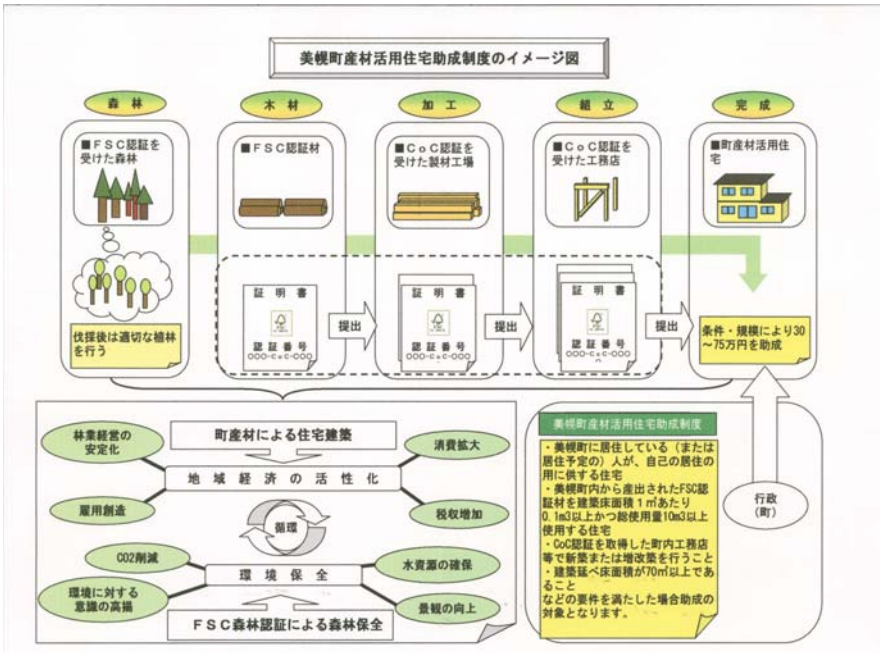 美幌町産材活用住宅助成制度のイメージ図
森 林
木 材
加 工
組 立
完 成
■ＦＳＣ認証を
受けた森林
■ＦＳＣ認証材
■ＣｏＣ認証を
受けた製材工場
■ＣｏＣ認証を
受けた工務店
■町産材活用住
宅
伐採後は適切な植林
を行う
証 明 書
認 証 番 号
○○○-CoC-○○○
提出
証 明 書
認 証 番 号
○○○-CoC-○○○
提出
証 明 書
認 証 番 号
○○○-CoC-○○○
提出
条件・規模により30
～75万円を助成
林業経営の
安定化
町産材による住宅建築
消費拡大
地 域 経 済 の 活 性 化
雇用創造
税収増加
循環
CO2削減
水資源の確保
環 境 保 全
環境に対する
意識の高揚
景観の向上
ＦＳＣ森林認証による森林保全
美幌町産材活用住宅助成制度
・美幌町に居住している（または
居住予定の）人が、自己の居住の
用に供する住宅
・美幌町内から産出されたFSC認
証材を建築床面積１㎡あたり
0.1m3以上かつ総使用量10m3以上
使用する住宅
・CoC認証を取得した町内工務店
等で新築または増改築を行うこと
・建築延べ床面積が70㎡以上であ
ること
などの要件を満たした場合助成の
対象となります。
行政
（町）